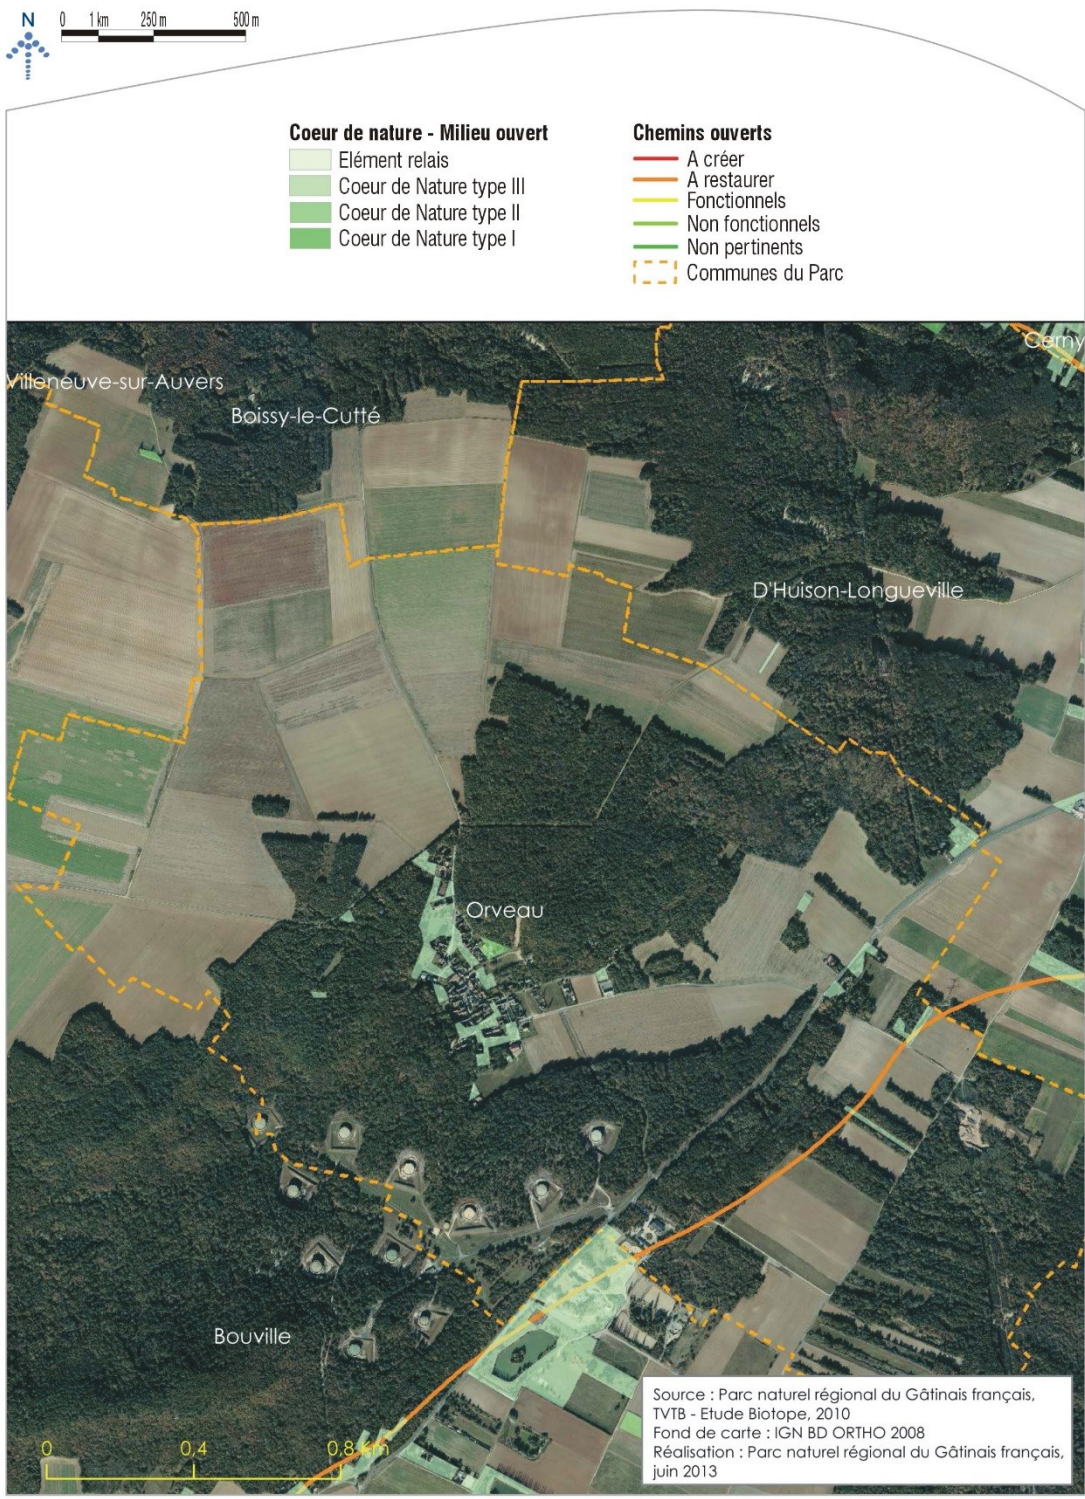 N
0 1 km 250 m 500 m
Coeur de nature - Milieu ouvert
Elément relais
Coeur de Nature type III
Coeur de Nature type II
Coeur de Nature type I
Chemins ouverts
A créer
A restaurer
Fonctionnels
Non fonctionnels
Non pertinents
Communes du Parc
Cerny
Villeneuve-sur-Auvers
Boissy-le-Cutté
D'Huison-Longueville
Orveau
Bouville
0 0,4 0,8 km
Source : Parc naturel régional du Gâtinais français,
TVTB - Etude Biotope, 2010
Fond de carte : IGN BD ORTHO 2008
Réalisation : Parc naturel régional du Gâtinais français,
juin 2013